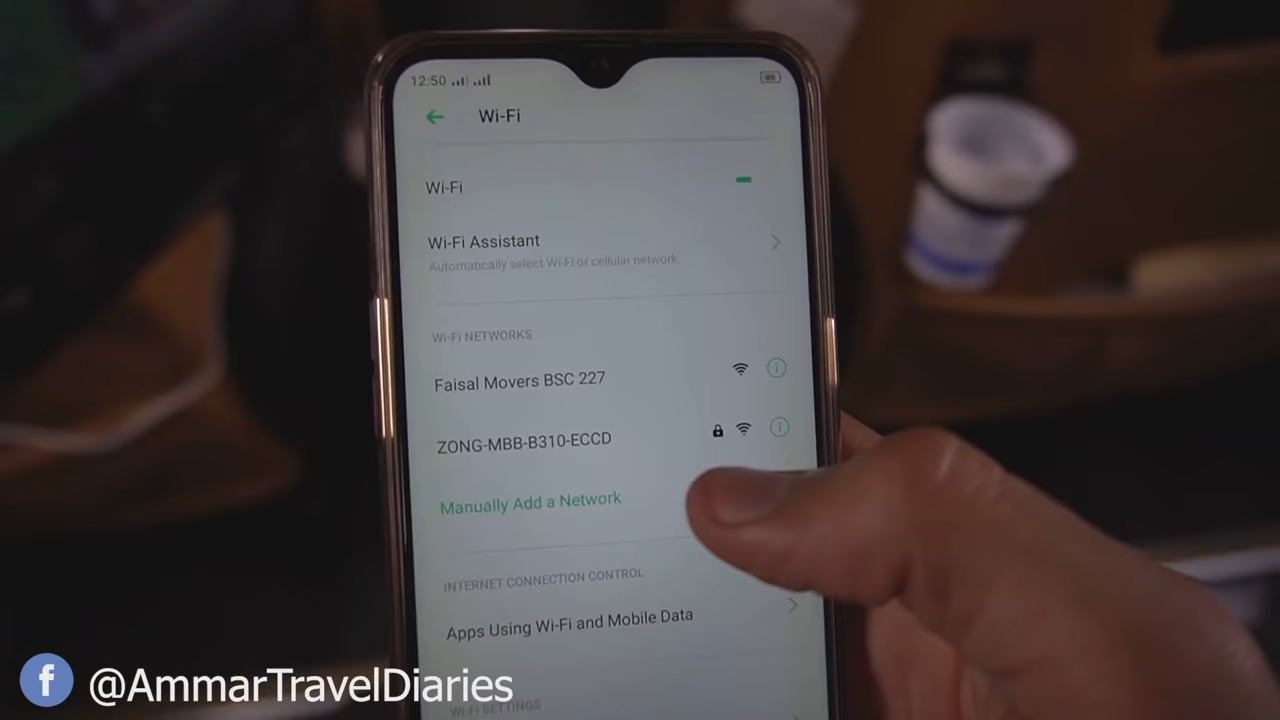 12:50
Wi-Fi
Wi-Fi
Wi-Fi Assistant
Automatically select Wi-Fi or cellular network.
Wi-Fi NETWORKS
Faisal Movers BSC 227
ZONG-MBB-B310-ECCD
Manually Add a Network
INTERNET CONNECTION CONTROL
Apps Using Wi-Fi and Mobile Data
Wi-Fi SETTINGS
f @AmmarTravelDiaries